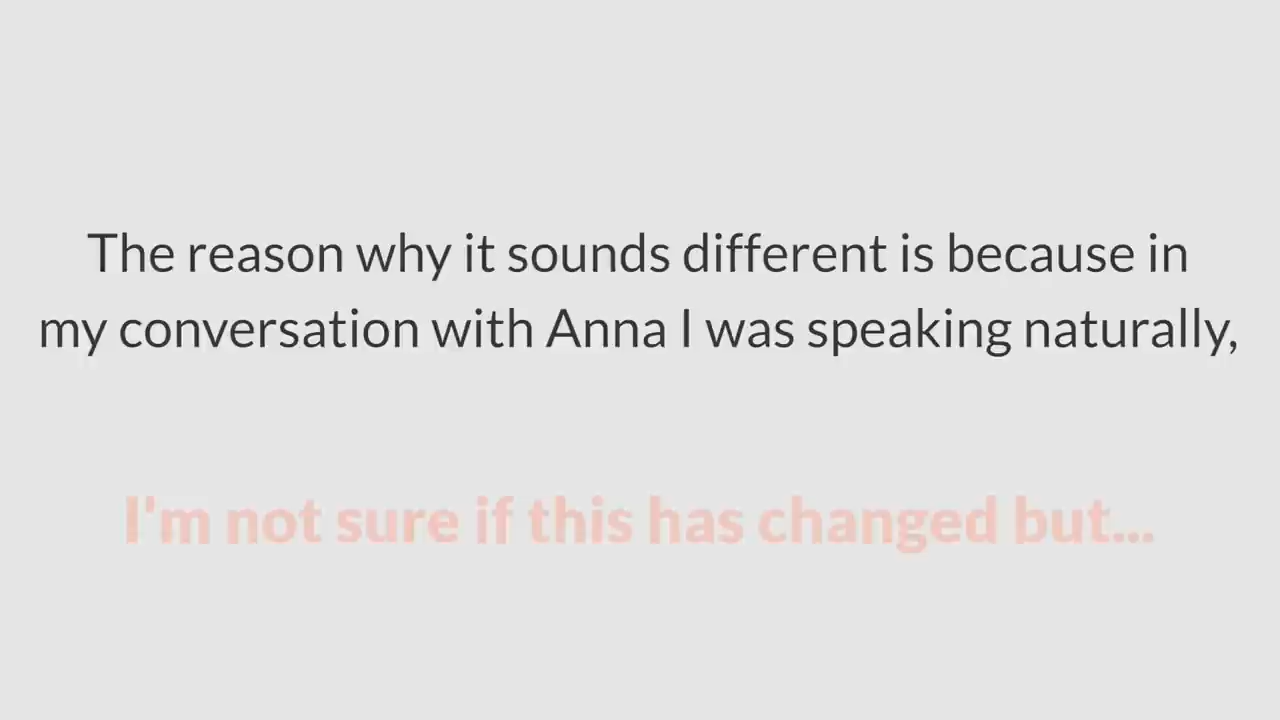 The reason why it sounds different is because in
my conversation with Anna I was speaking naturally,
I'm not sure if this has changed but...